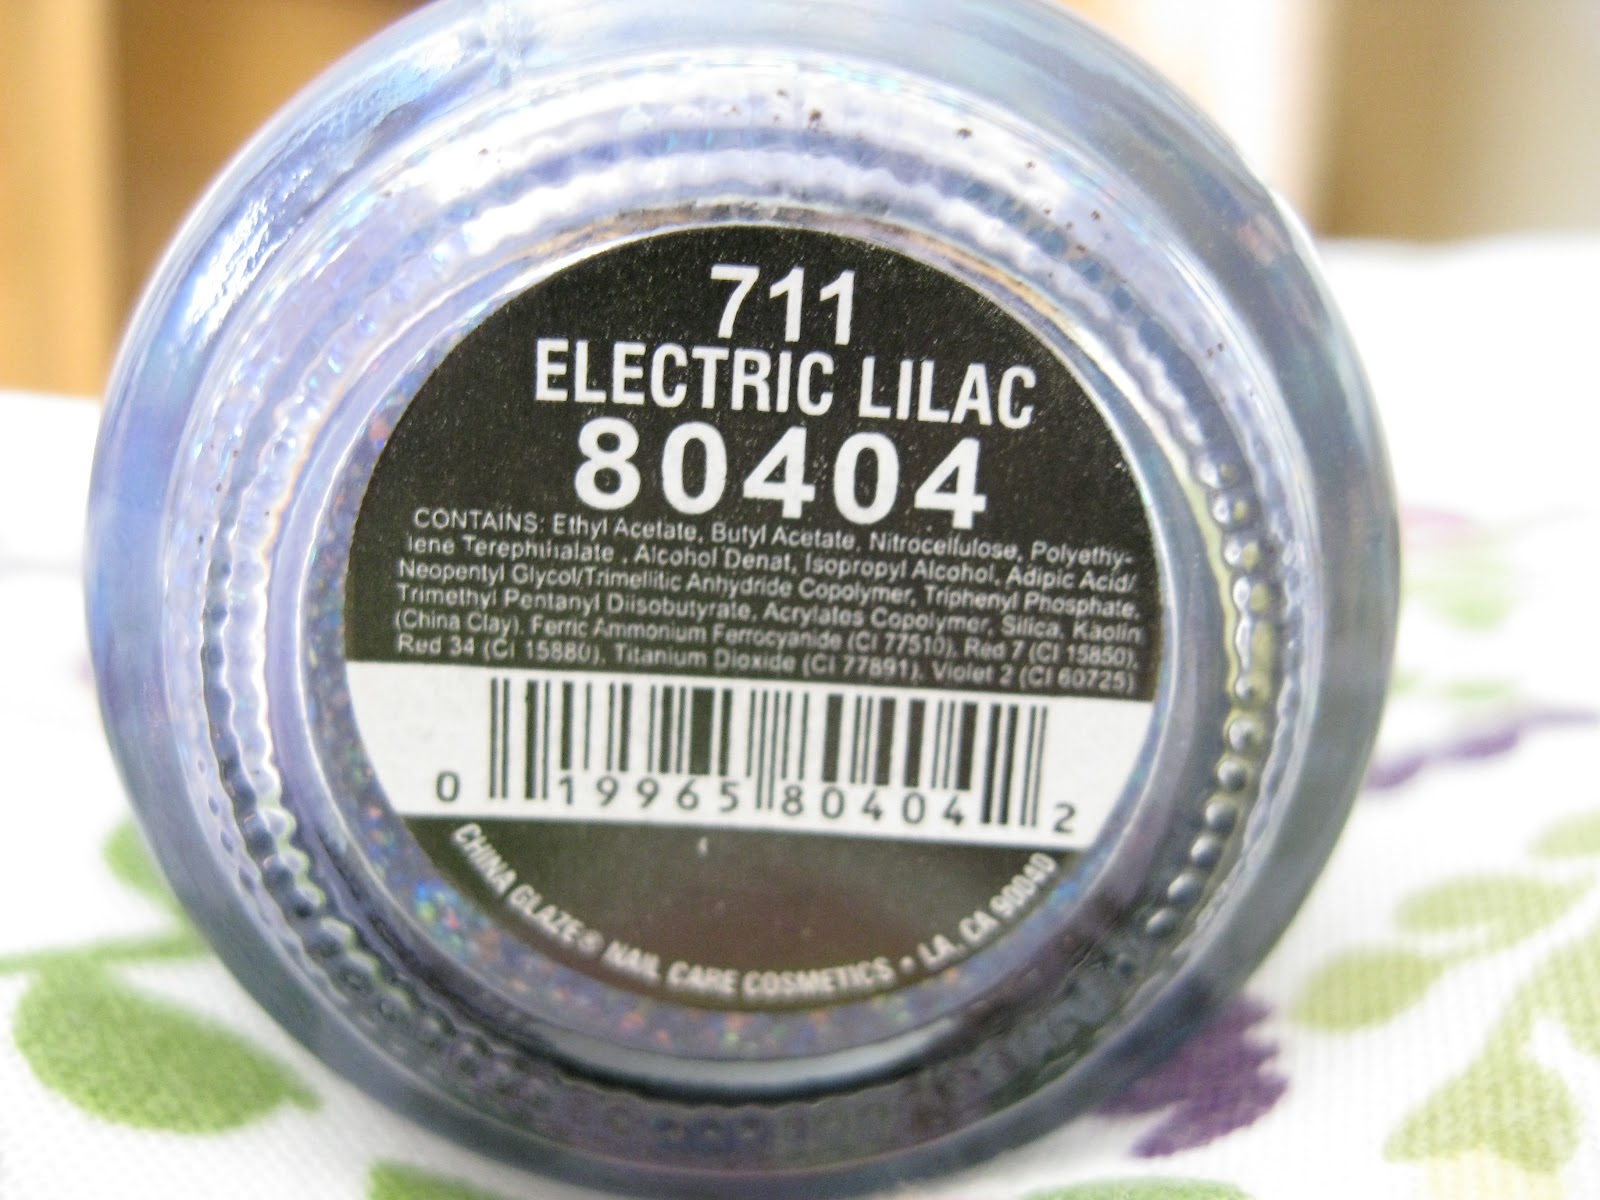 711
ELECTRIC LILAC
80404
CONTAINS: Ethyl Acetate, Butyl Acetate, Nitrocellulose, Polyethy-
lene Terephthalate , Alcohol Denat, Isopropyl Alcohol, Adipic Acid/
Neopentyl Glycol/Trimellitic Anhydride Copolymer, Triphenyl Phosphate,
Trimethyl Pentanyl Diisobutyrate, Acrylates Copolymer, Silica, Kaolin
(China Clay), Ferric Ammonium Ferrocyanide (CI 77510), Red 7 (CI 15850),
Red 34 (CI 15880), Titanium Dioxide (CI 77891), Violet 2 (CI 60725)
0 19965 80404 2
CHINA GLAZE® NAIL CARE COSMETICS • LA, CA 90040